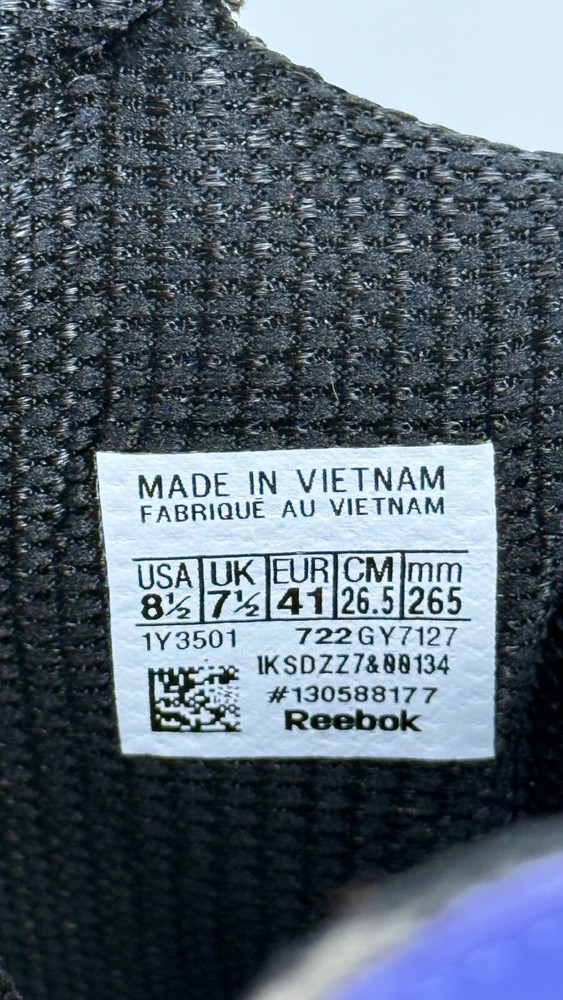 MADE IN VIETNAM
FABRIQUĒ AU VIETNAM
USA UK EUR CM mm
8½ 7½ 41 26.5 265
1Y3501 722 GY7127
IKSDZZ7&00134
#130588177
Reebok